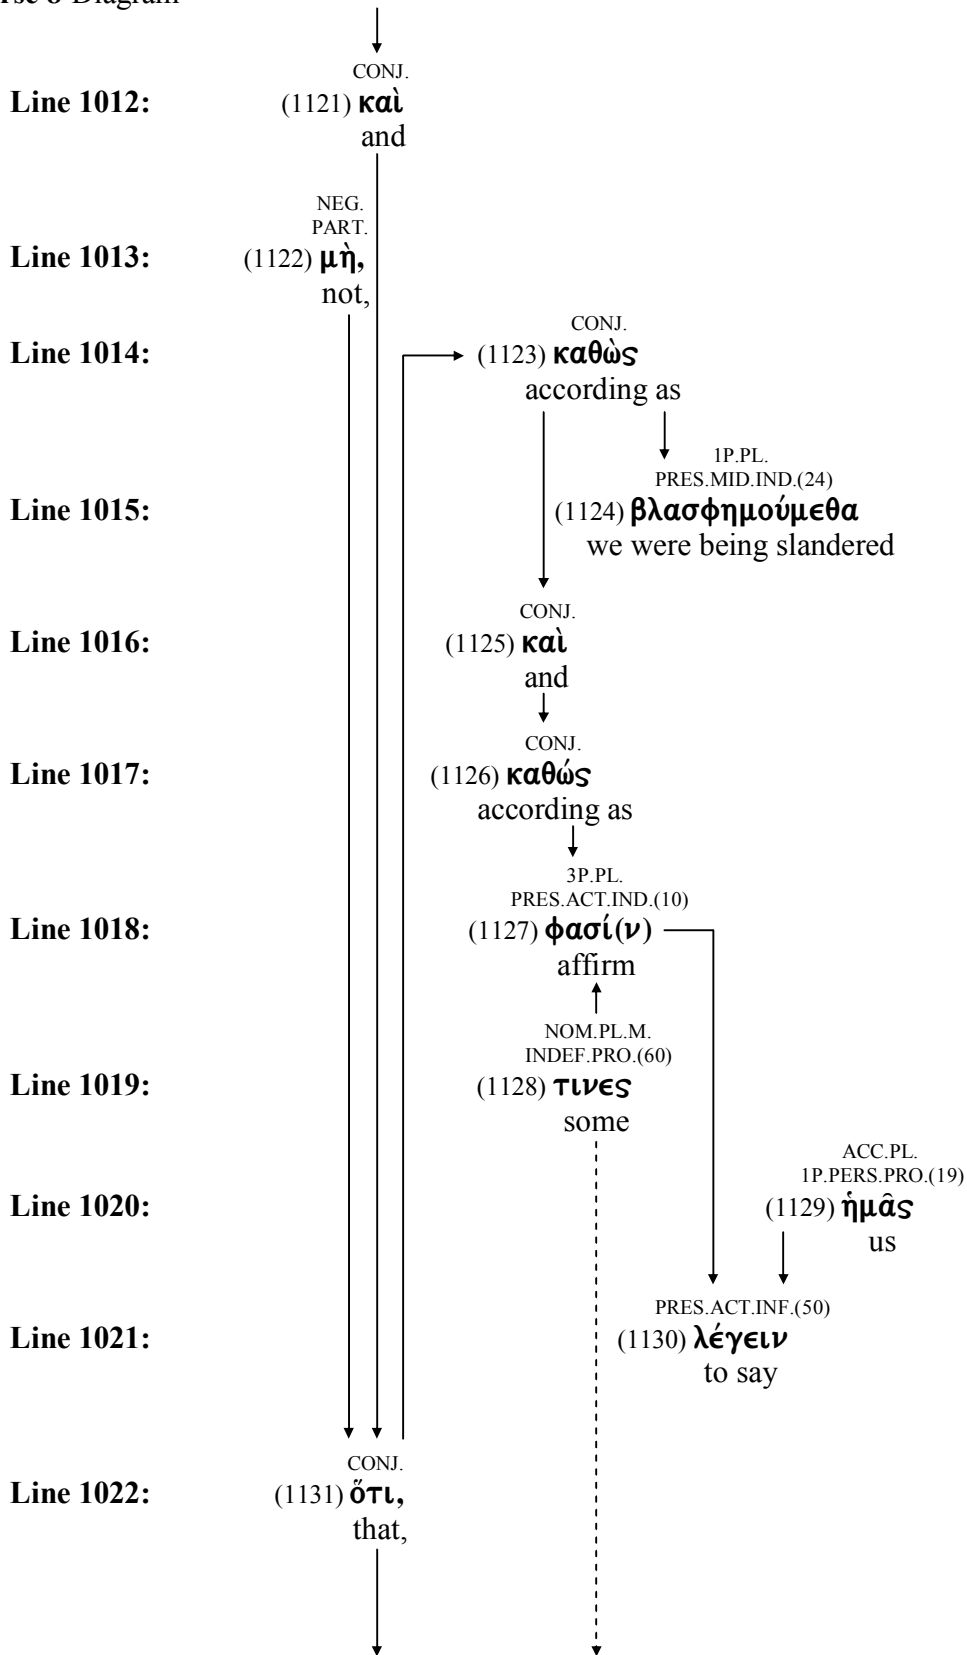 Diagram
CONJ.
Line 1012: (1121) καὶ
and
NEG.
PART.
Line 1013: (1122) μὴ,
not,
CONJ.
Line 1014: (1123) καθὼς
according as
1P.PL.
PRES.MID.IND.(24)
Line 1015: (1124) βλασφημούμεθα
we were being slandered
CONJ.
Line 1016: (1125) καὶ
and
CONJ.
Line 1017: (1126) καθώς
according as
3P.PL.
PRES.ACT.IND.(10)
Line 1018: (1127) φασί(ν)
affirm
NOM.PL.M.
INDEF.PRO.(60)
Line 1019: (1128) τινες
some
ACC.PL.
1P.PERS.PRO.(19)
Line 1020: (1129) ἡμᾶς
us
PRES.ACT.INF.(50)
Line 1021: (1130) λέγειν
to say
CONJ.
Line 1022: (1131) ὅτι,
that,